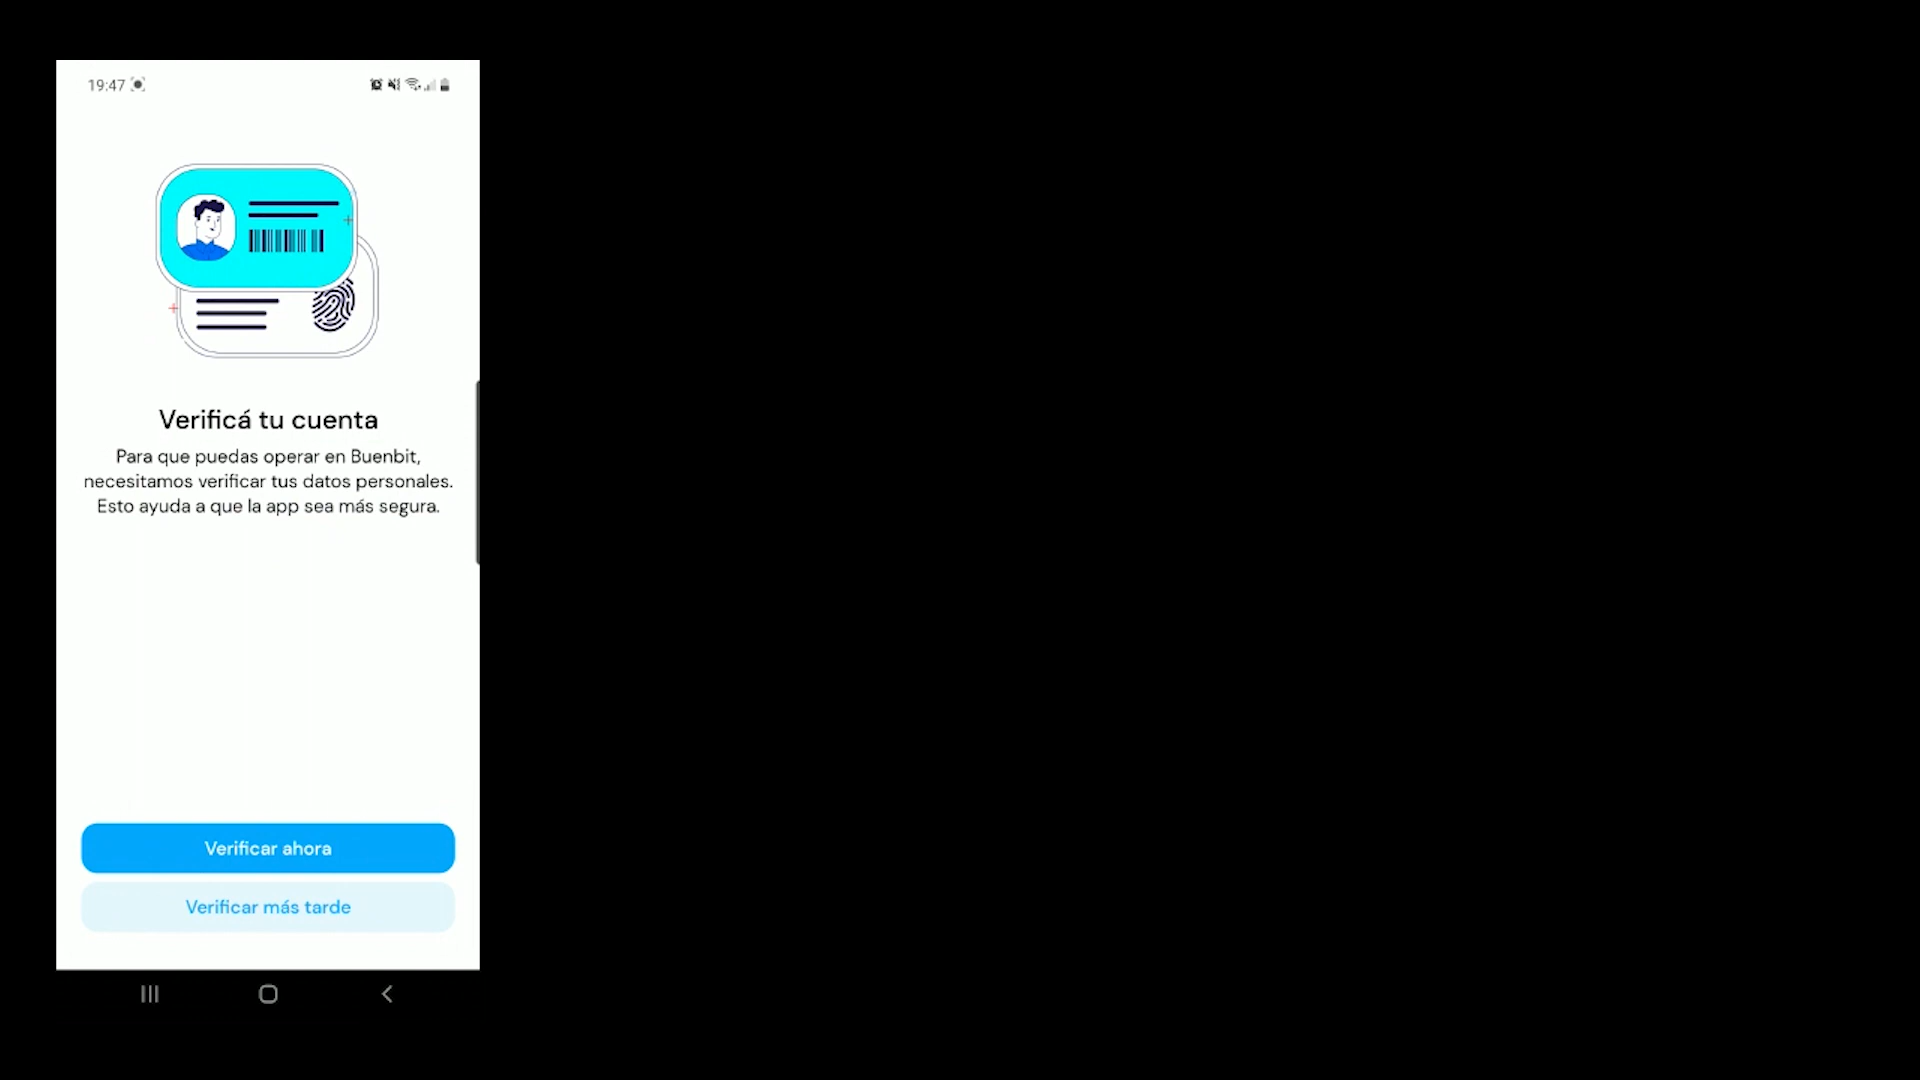 19:47
Verificá tu cuenta
Para que puedas operar en Buenbit,
necesitamos verificar tus datos personales.
Esto ayuda a que la app sea más segura.
Verificar ahora
Verificar más tarde